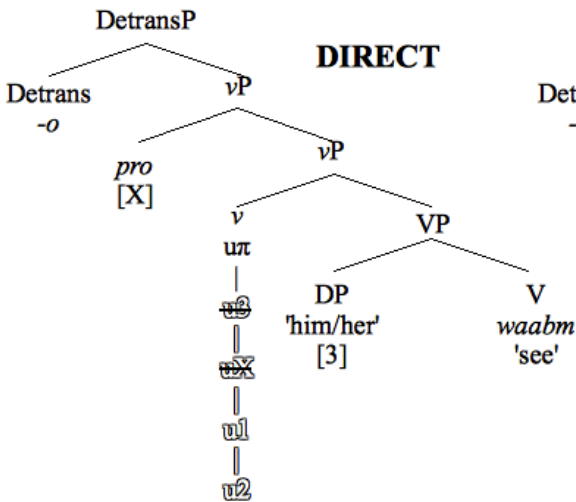 DetransP
DIRECT
Detrans vP Det
-o -
pro vP
[X]
v VP
uπ
u3 DP V
'him/her' waabm
uX [3] 'see'
u1
u2